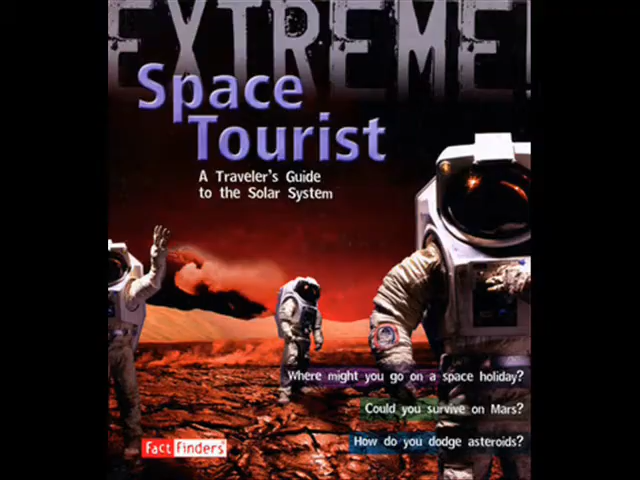 EXTREME!
Space
Tourist
A Traveler's Guide
to the Solar System
Where might you go on a space holiday?
Could you survive on Mars?
How do you dodge asteroids?
Fact Finders